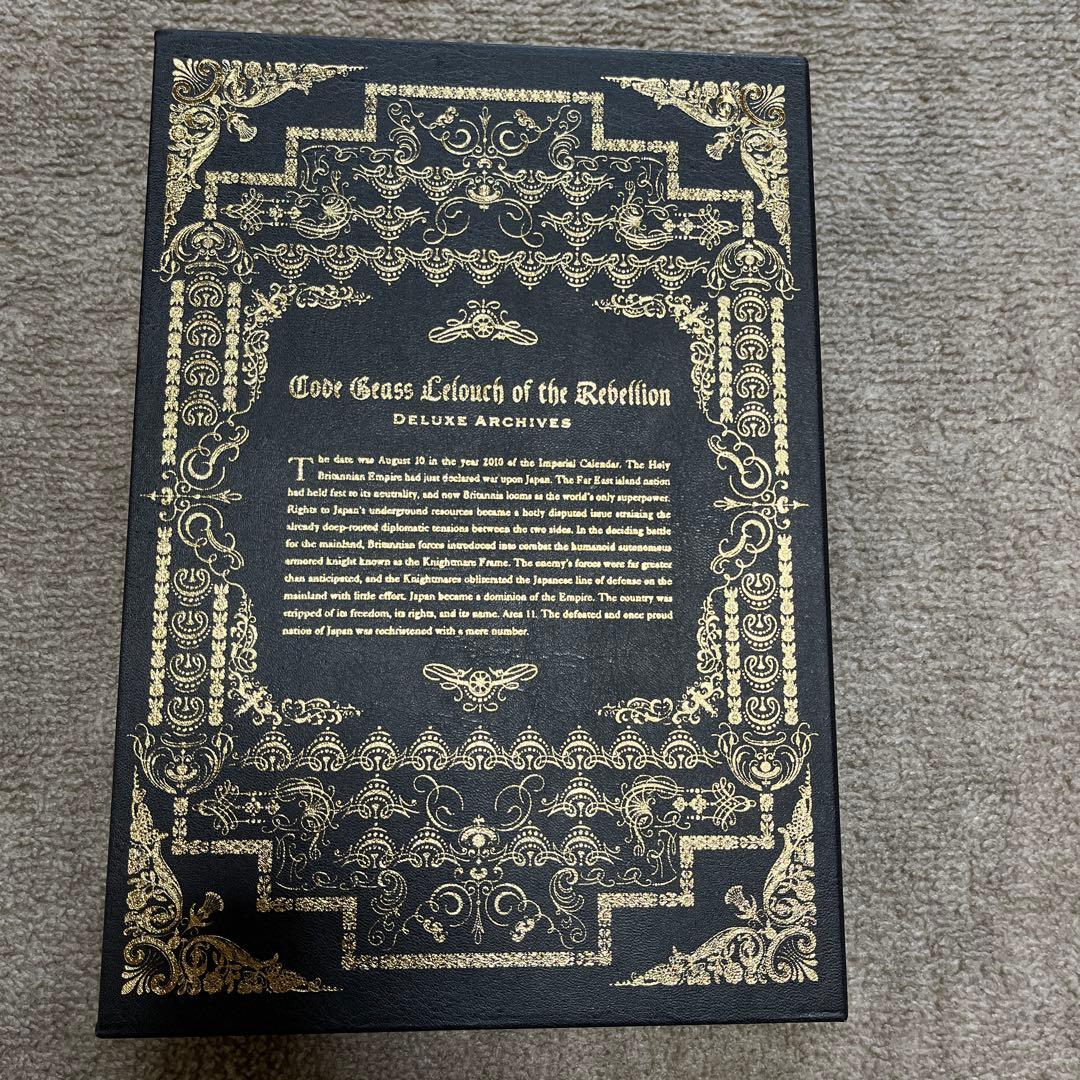 Code Geass Lelouch of the Rebellion
DELUXE ARCHIVES
The date was August 10 in the year 2010 of the Imperial Calendar. The Holy
Britannian Empire had just declared war upon Japan. The Far East island nation
had held fast to its neutrality, and now Britannia looms as the world's only superpower.
Rights to Japan's underground resources became a hotly disputed issue straining the
already deep-rooted diplomatic tensions between the two sides. In the deciding battle
for the mainland, Britannian forces introduced into combat the humanoid autonomous
armored knight known as the Knightmare Frame. The enemy's forces were far greater
than anticipated, and the Knightmares obliterated the Japanese line of defense on the
mainland with little effort. Japan became a dominion of the Empire. The country was
stripped of its freedom, its rights, and its name. Area 11. The defeated and once proud
nation of Japan was rechristened with a mere number.